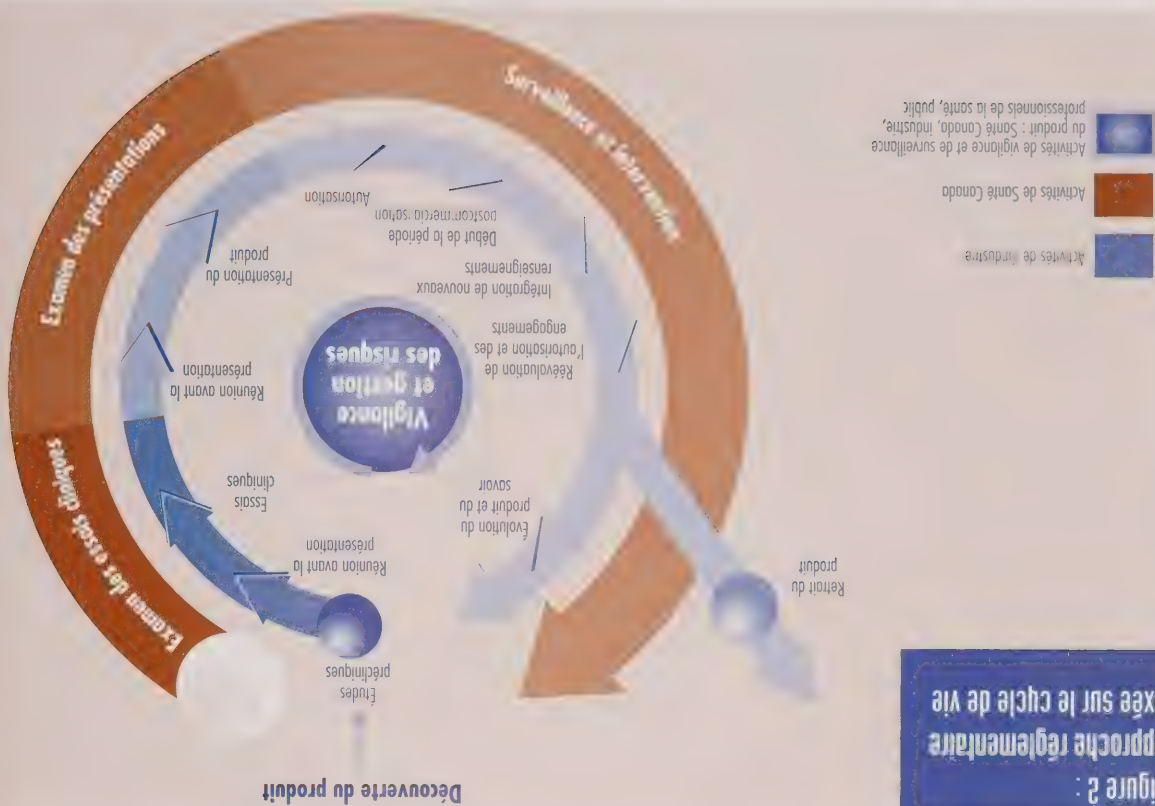 igure 2 :
pproche réglementaire
xée sur le cycle de vie
Découverte du produit
Études
précliniques
Réunion avant la
présentation
Essais
cliniques
Réunion avant la
présentation
Présentation du
produit
Autorisation
Début de la période
postcommercialisation
Intégration de nouveaux
renseignements
Réévaluation de
l'autorisation et des
engagements
Évolution du
produit et du
savoir
Retrait du
produit
Vigilance
et gestion
des risques
Examen des essais cliniques
Examen des présentations
Surveillance et intervention
Activités de l'industrie
Activités de Santé Canada
Activités de vigilance et de surveillance
du produit : Santé Canada, industrie,
professionnels de la santé, public